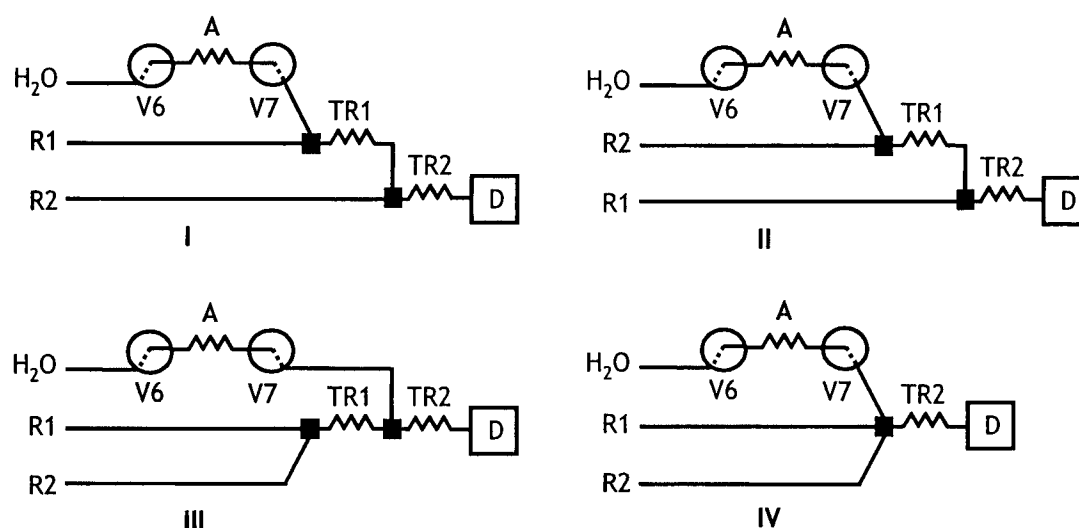 A
H₂O
V6
V7
TR1
R1
TR2
R2
D
I
A
H₂O
V6
V7
TR1
R2
TR2
R1
D
II
A
H₂O
V6
V7
TR1
TR2
R1
D
R2
III
A
H₂O
V6
V7
TR2
R1
D
R2
IV